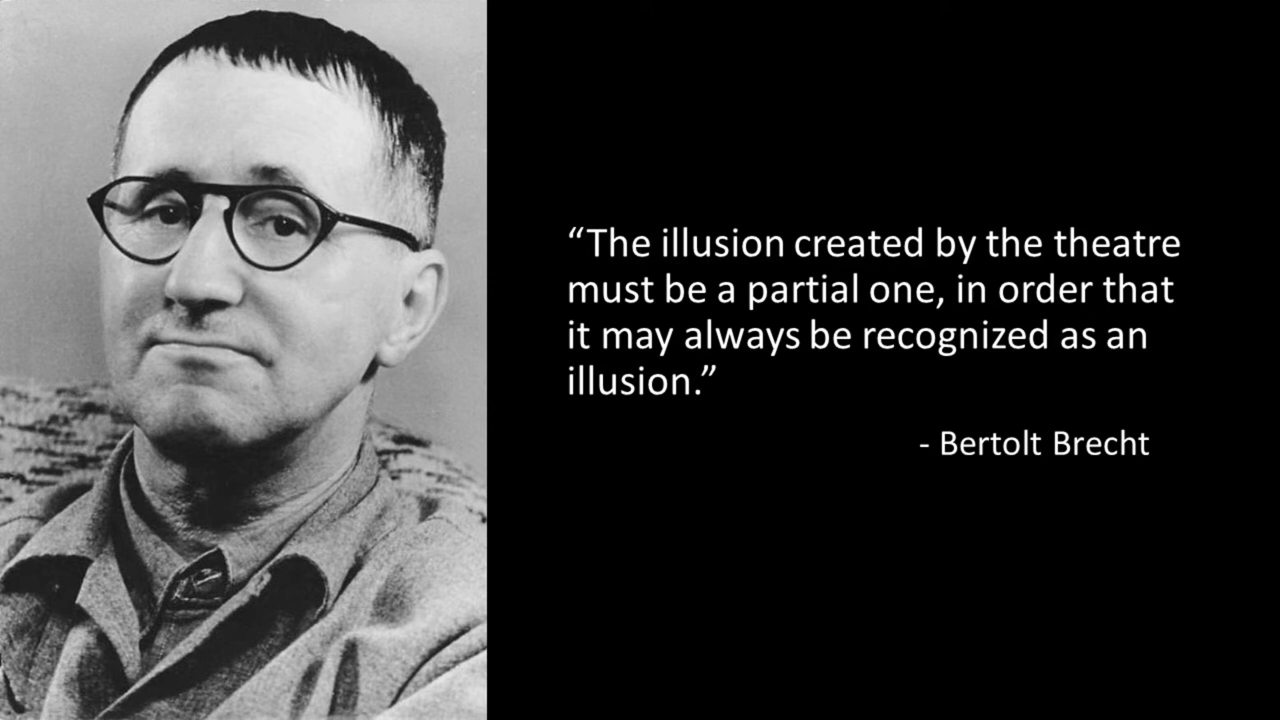 “The illusion created by the theatre
must be a partial one, in order that
it may always be recognized as an
illusion.”
- Bertolt Brecht